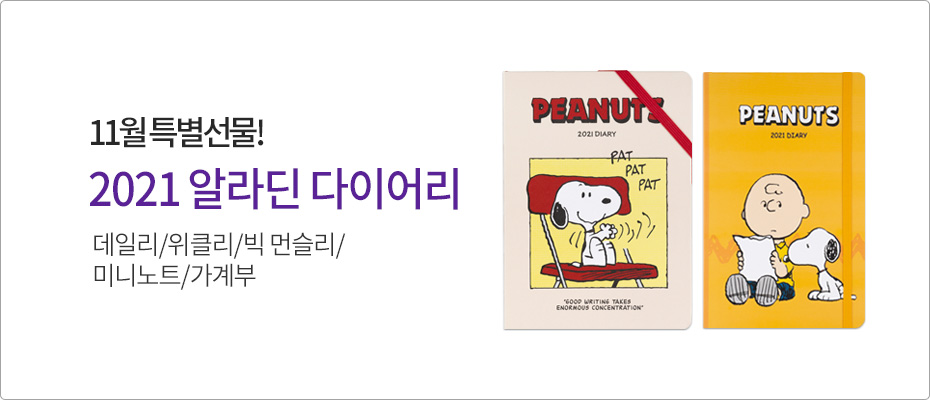 11월 특별선물!
2021 알라딘 다이어리
데일리/위클리/빅 먼슬리/
미니노트/가계부
PEANUTS
2021 DIARY
PAT
PAT
PAT
"GOOD WRITING TAKES
ENORMOUS CONCENTRATION"
PEANUTS
2021 DIARY